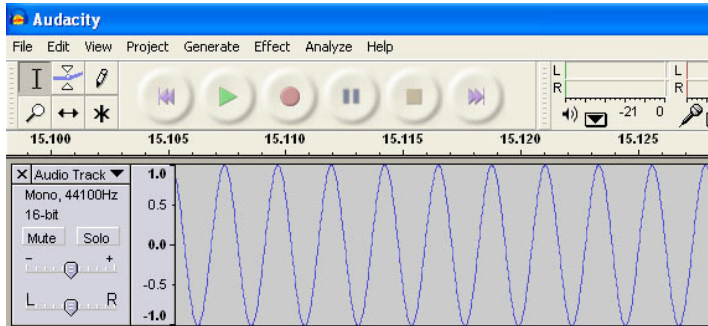 Audacity
File Edit View Project Generate Effect Analyze Help
L L
R R
-21 0
15.100 15.105 15.110 15.115 15.120 15.125
Audio Track
Mono, 44100Hz
16-bit
Mute Solo
- +
L R
1.0
0.5
0.0
-0.5
-1.0